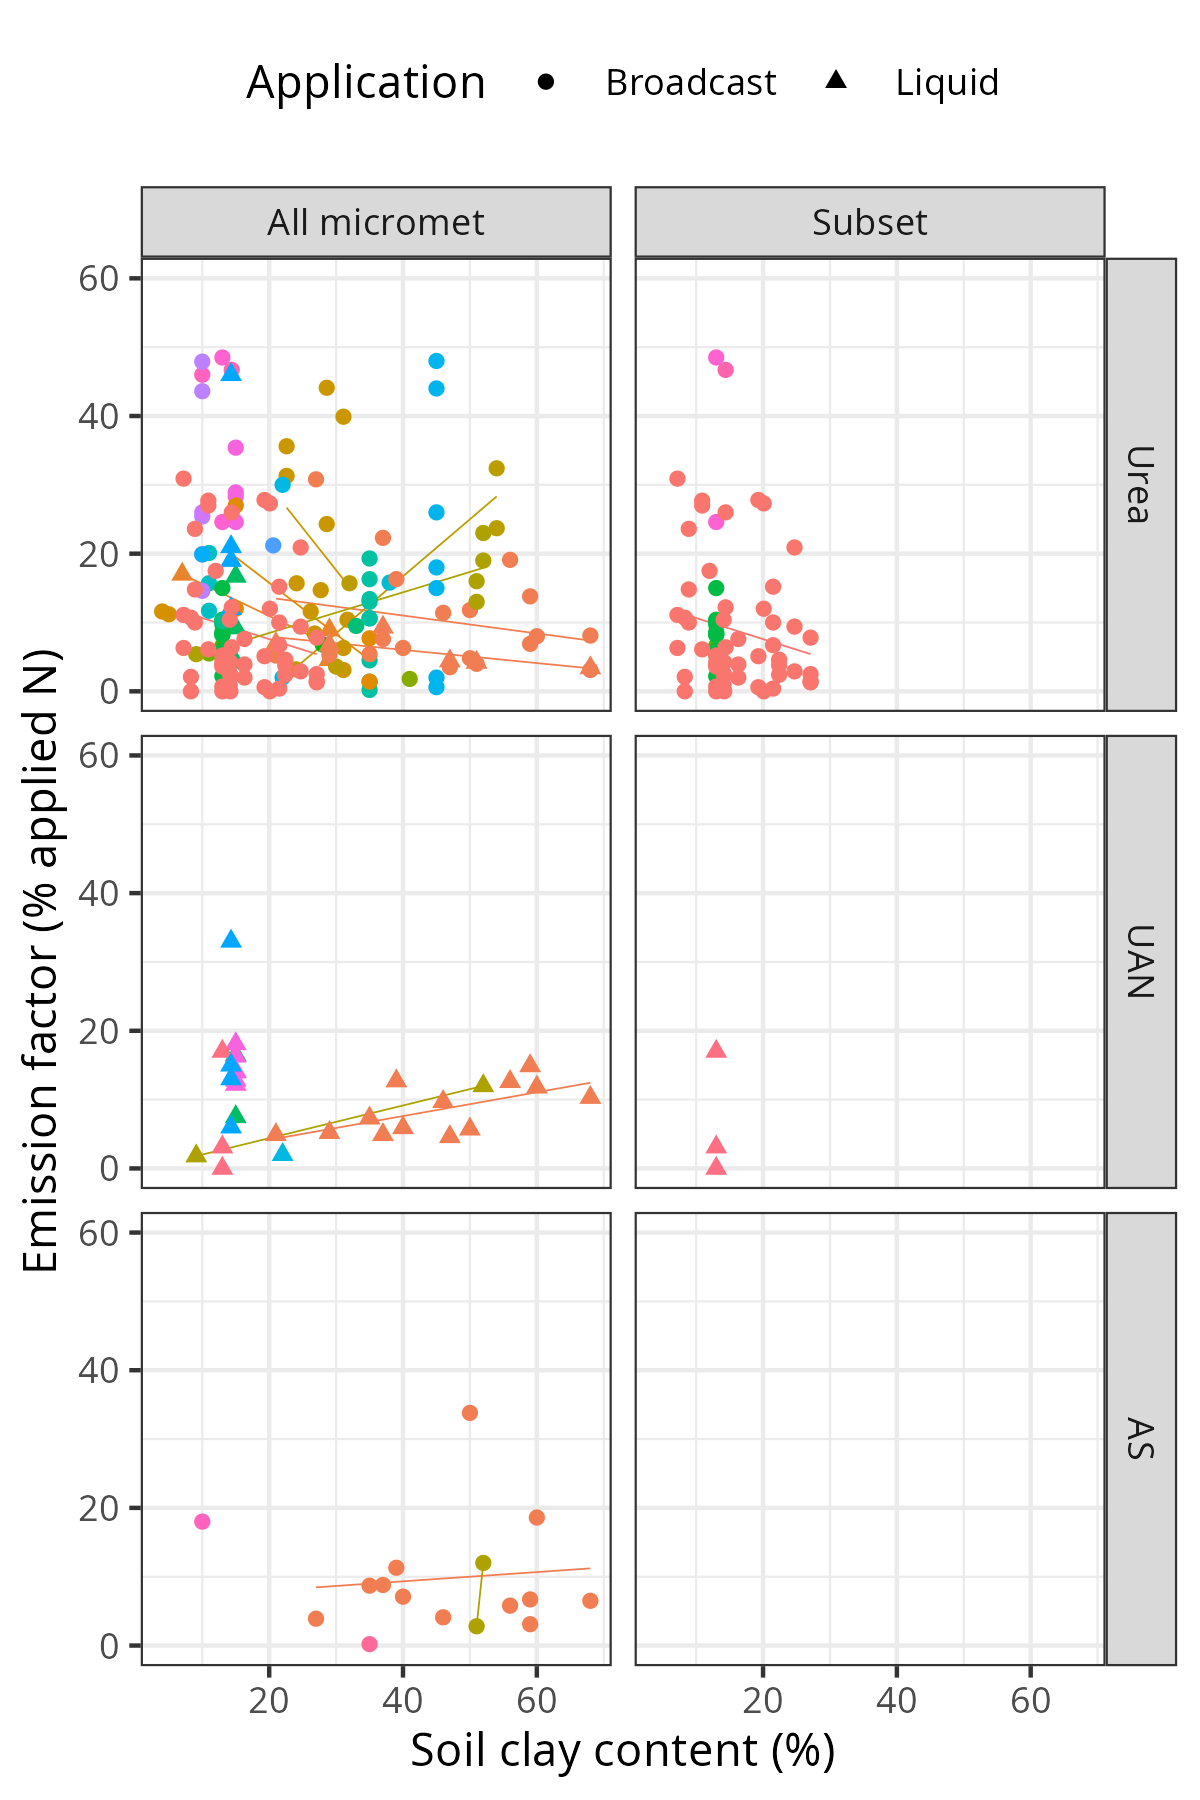 Application Broadcast Liquid
All micromet Subset
60
40
20
0
Urea
60
40
20
0
UAN
60
40
20
0
AS
20 40 60 20 40 60
Soil clay content (%)
Emission factor (% applied N)